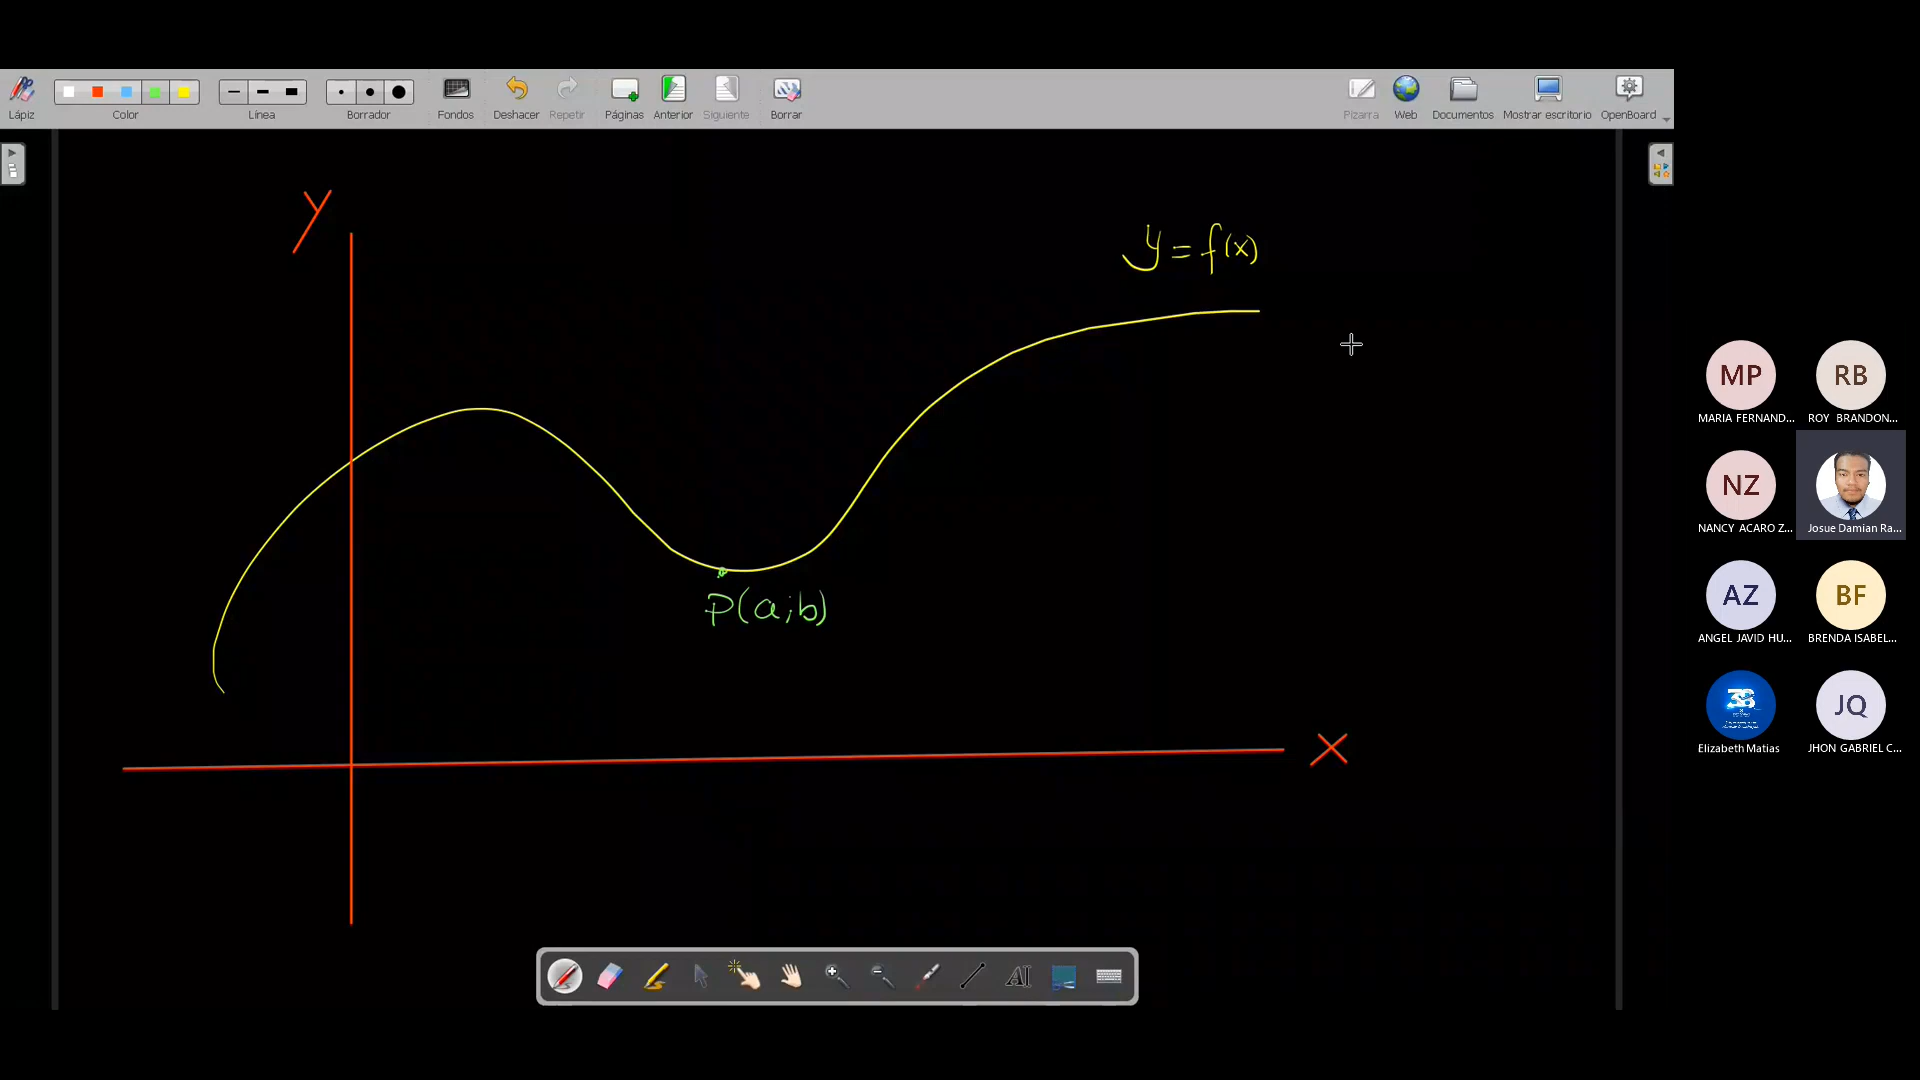 Lápiz
Color
Línea
Borrador
Fondos
Deshacer
Repetir
Páginas
Anterior
Siguiente
Borrar
Pizarra
Web
Documentos
Mostrar escritorio
OpenBoard
y
y = f(x)
P(a;b)
x
AI
MP
MARIA FERNAND...
RB
ROY BRANDON...
NZ
NANCY ACARO Z...
Josue Damian Ra...
AZ
ANGEL JAVID HU...
BF
BRENDA ISABEL...
Elizabeth Matias
JQ
JHON GABRIEL C...